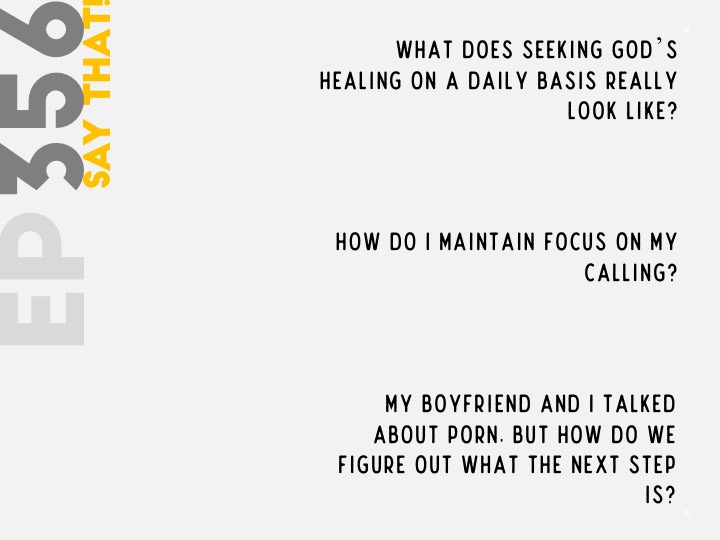 EP 356
SAY THAT!
WHAT DOES SEEKING GOD'S
HEALING ON A DAILY BASIS REALLY
LOOK LIKE?
HOW DO I MAINTAIN FOCUS ON MY
CALLING?
MY BOYFRIEND AND I TALKED
ABOUT PORN. BUT HOW DO WE
FIGURE OUT WHAT THE NEXT STEP
IS?